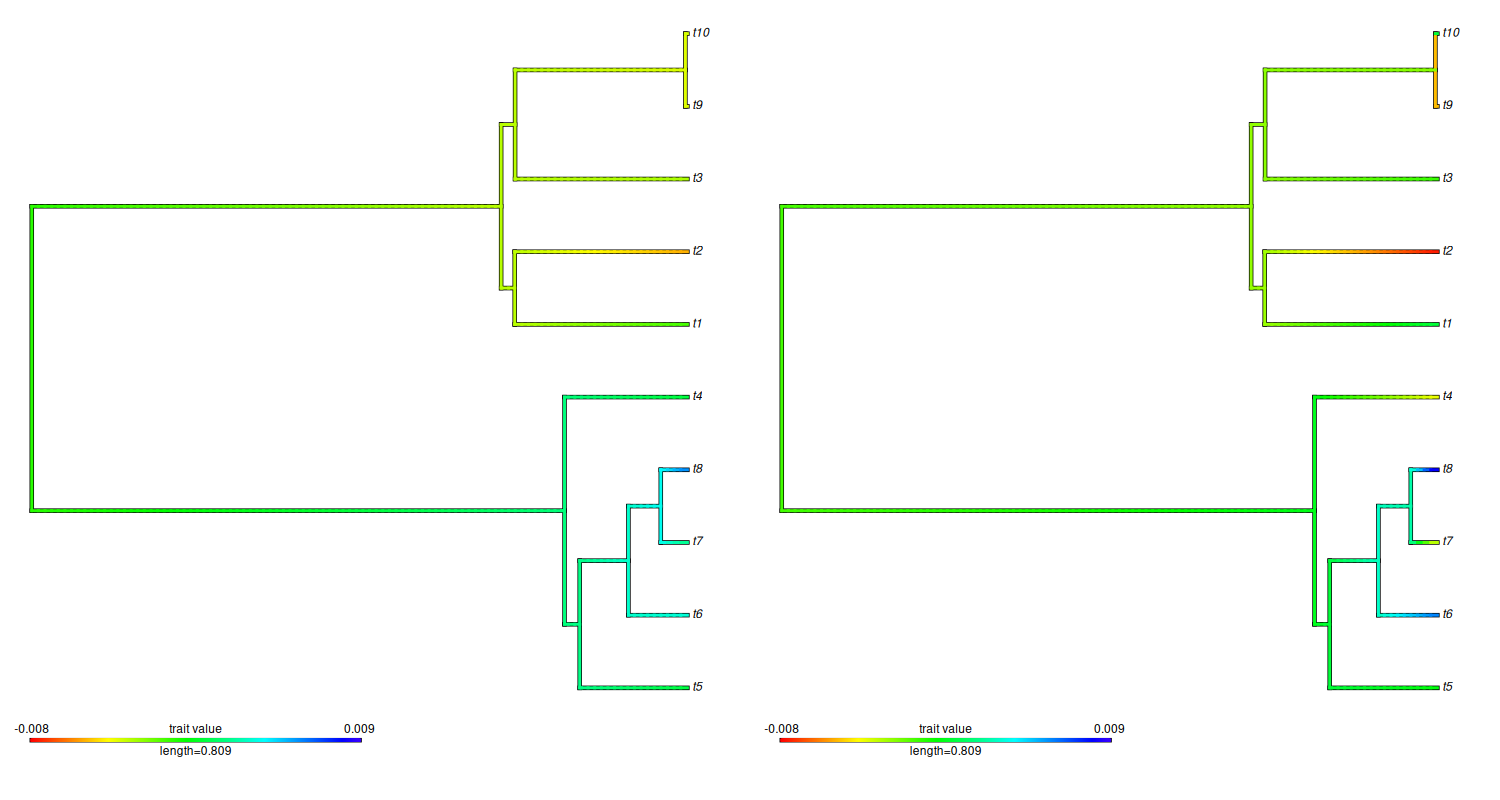 t10
t9
t3
t2
t1
t4
t8
t7
t6
t5
-0.008 trait value 0.009
length=0.809
t10
t9
t3
t2
t1
t4
t8
t7
t6
t5
-0.008 trait value 0.009
length=0.809